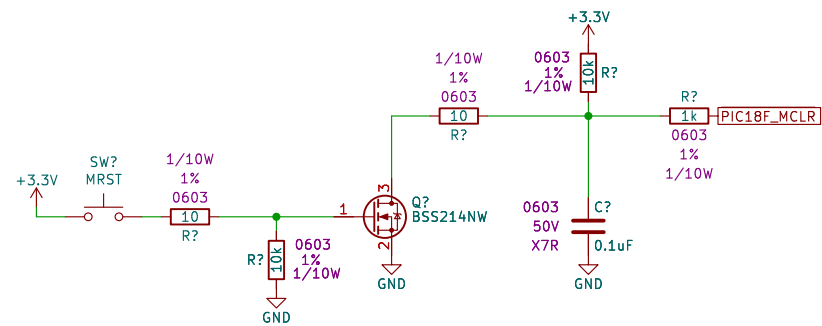 +3.3V
1/10W
1%
0603
10
R?
0603
1%
1/10W
10k
R?
R?
1k
0603
1%
1/10W
PIC18F_MCLR
SW?
MRST
+3.3V
1/10W
1%
0603
10
R?
R?
10k
0603
1%
1/10W
GND
1
3
2
Q?
BSS214NW
GND
0603
50V
X7R
C?
0.1uF
GND